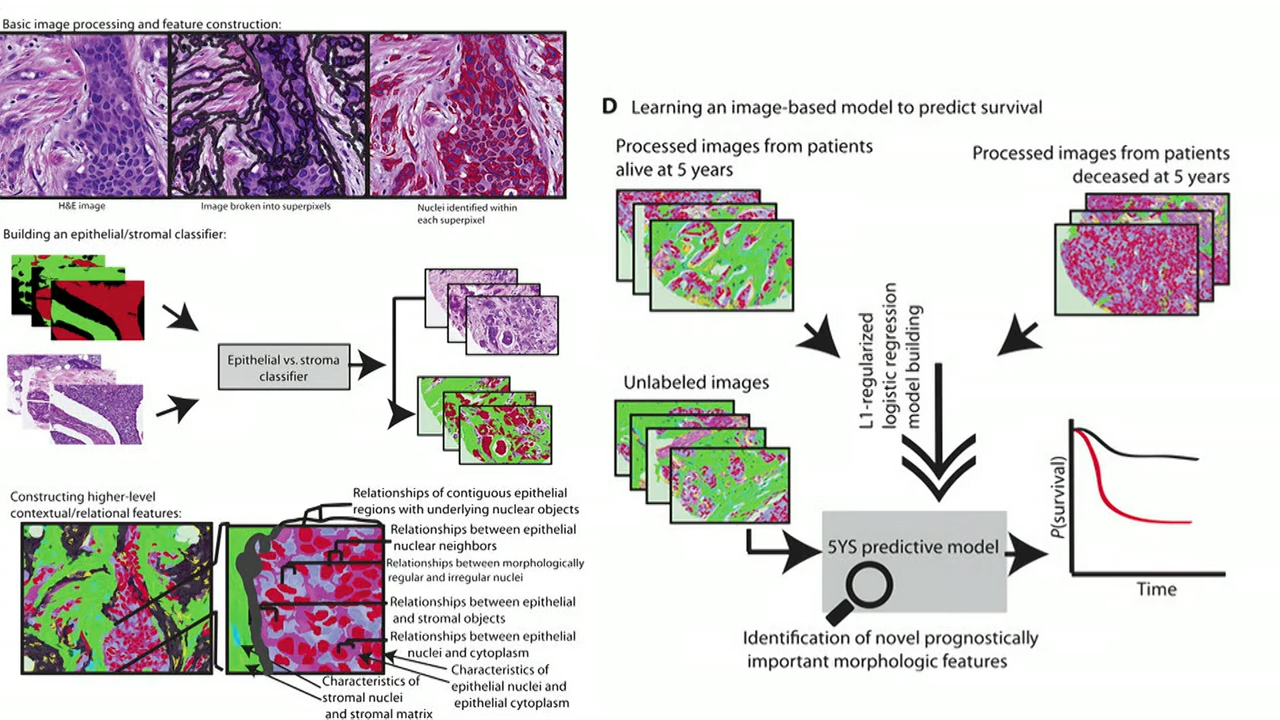 Basic image processing and feature construction:
H&E image
Image broken into superpixels
Nuclei identified within
each superpixel
Building an epithelial/stromal classifier:
Epithelial vs. stroma
classifier
Constructing higher-level
contextual/relational features:
Relationships of contiguous epithelial
regions with underlying nuclear objects
Relationships between epithelial
nuclear neighbors
Relationships between morphologically
regular and irregular nuclei
Relationships between epithelial
and stromal objects
Relationships between epithelial
nuclei and cytoplasm
Characteristics of
epithelial nuclei and
epithelial cytoplasm
Characteristics of
stromal nuclei
and stromal matrix
D Learning an image-based model to predict survival
Processed images from patients
alive at 5 years
Processed images from patients
deceased at 5 years
L1-regularized
logistic regression
model building
Unlabeled images
5YS predictive model
P(survival)
Time
Identification of novel prognostically
important morphologic features